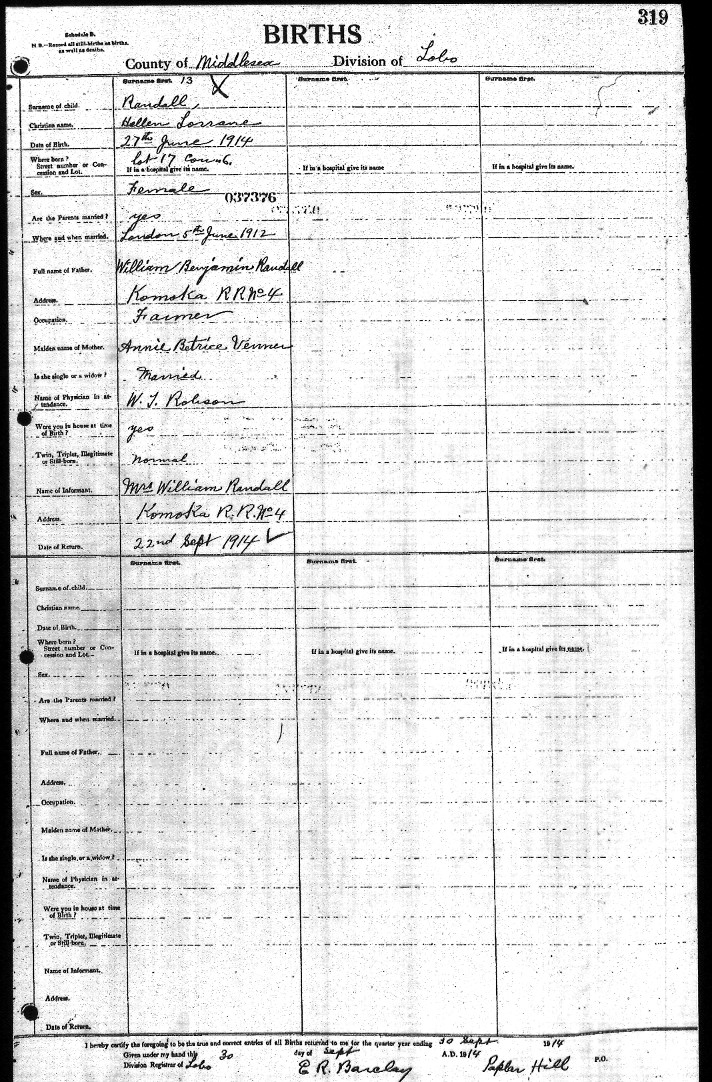 319
Schedule B.
N B.—Record all still-births as births, as well as deaths.
BIRTHS
County of Middlesex Division of Lobo
Surname first. 13 X Surname first. Surname first.
Surname of child. Randall,
Christian name. Hellen Lorrane
Date of Birth. 27th June 1914
Where born? Street number or Concession and Lot. lot 17 Con 6.
If in a hospital give its name. If in a hospital give its name If in a hospital give its name.
Sex. Female
037376
Are the Parents married? yes
Where and when married. London 5th June 1912
Full name of Father. William Benjamin Randall
Address. Komoka R R No 4
Occupation. Farmer
Maiden name of Mother. Annie Betrice Venner
Is she single or a widow? Married
Name of Physician in attendance. W. J. Robson
Were you in house at time of Birth? yes
Twin, Triplet, Illegitimate or Still-born. normal
Name of Informant. Mrs William Randall
Address. Komoka R. R. No 4
Date of Return. 22nd Sept 1914 ✓
Surname first. Surname first. Surname first.
Surname of child.
Christian name.
Date of Birth.
Where born? Street number or Concession and Lot.
If in a hospital give its name. If in a hospital give its name. If in a hospital give its name.
Sex.
Are the Parents married?
Where and when married.
Full name of Father.
Address.
Occupation.
Maiden name of Mother.
Is she single, or a widow?
Name of Physician in attendance.
Were you in house at time of Birth?
Twin, Triplet, Illegitimate or Still-born.
Name of Informant.
Address.
Date of Return.
I hereby certify the foregoing to be the true and correct entries of all Births returned to me for the quarter year ending 30 Sept 1914
Given under my hand this 30 day of Sept A.D. 1914
Division Registrar of Lobo E R. Barclay Poplar Hill P.O.